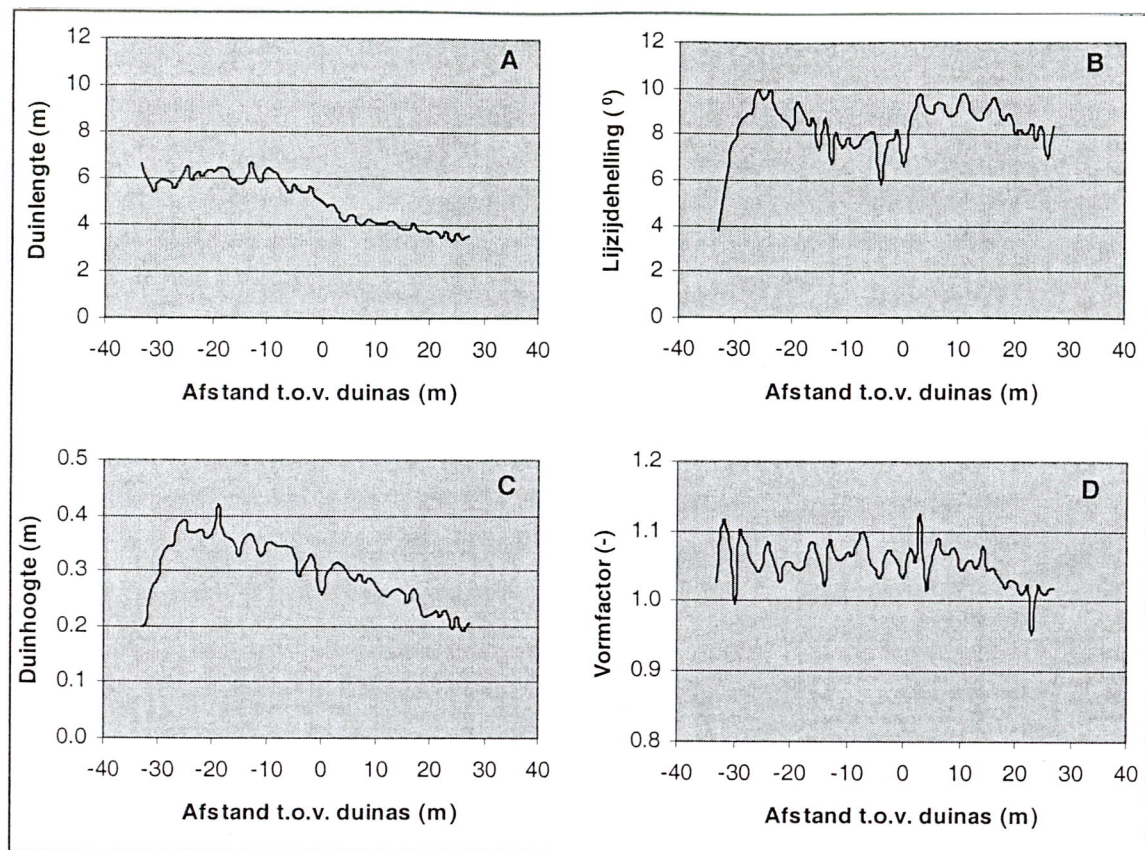 A
Duinlengte (m)
12
10
8
6
4
2
0
-40 -30 -20 -10 0 10 20 30 40
Afstand t.o.v. duinas (m)
B
Lijzijdehelling (°)
12
10
8
6
4
2
0
-40 -30 -20 -10 0 10 20 30 40
Afstand t.o.v. duinas (m)
C
Duinhoogte (m)
0.5
0.4
0.3
0.2
0.1
0.0
-40 -30 -20 -10 0 10 20 30 40
Afstand t.o.v. duinas (m)
D
Vormfactor (-)
1.2
1.1
1.0
0.9
0.8
-40 -30 -20 -10 0 10 20 30 40
Afstand t.o.v. duinas (m)